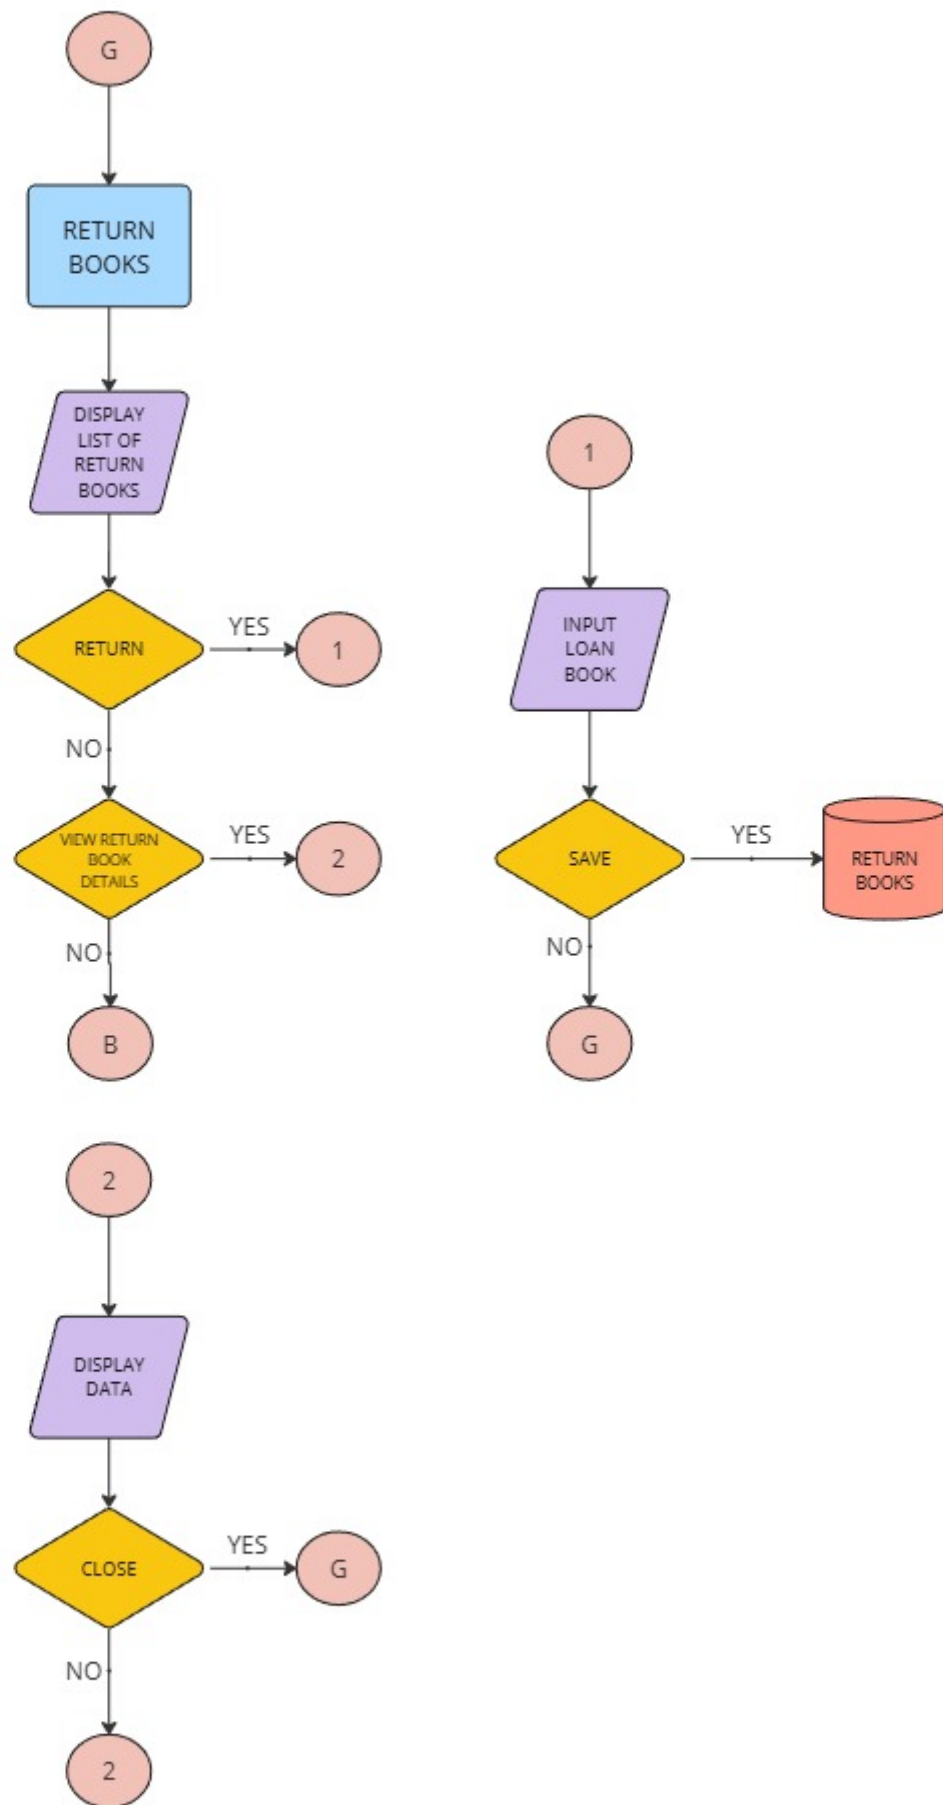 G
RETURN
BOOKS
DISPLAY
LIST OF
RETURN
BOOKS
RETURN
YES
1
NO
VIEW RETURN
BOOK
DETAILS
YES
2
NO
B
1
INPUT
LOAN
BOOK
SAVE
YES
RETURN
BOOKS
NO
G
2
DISPLAY
DATA
CLOSE
YES
G
NO
2